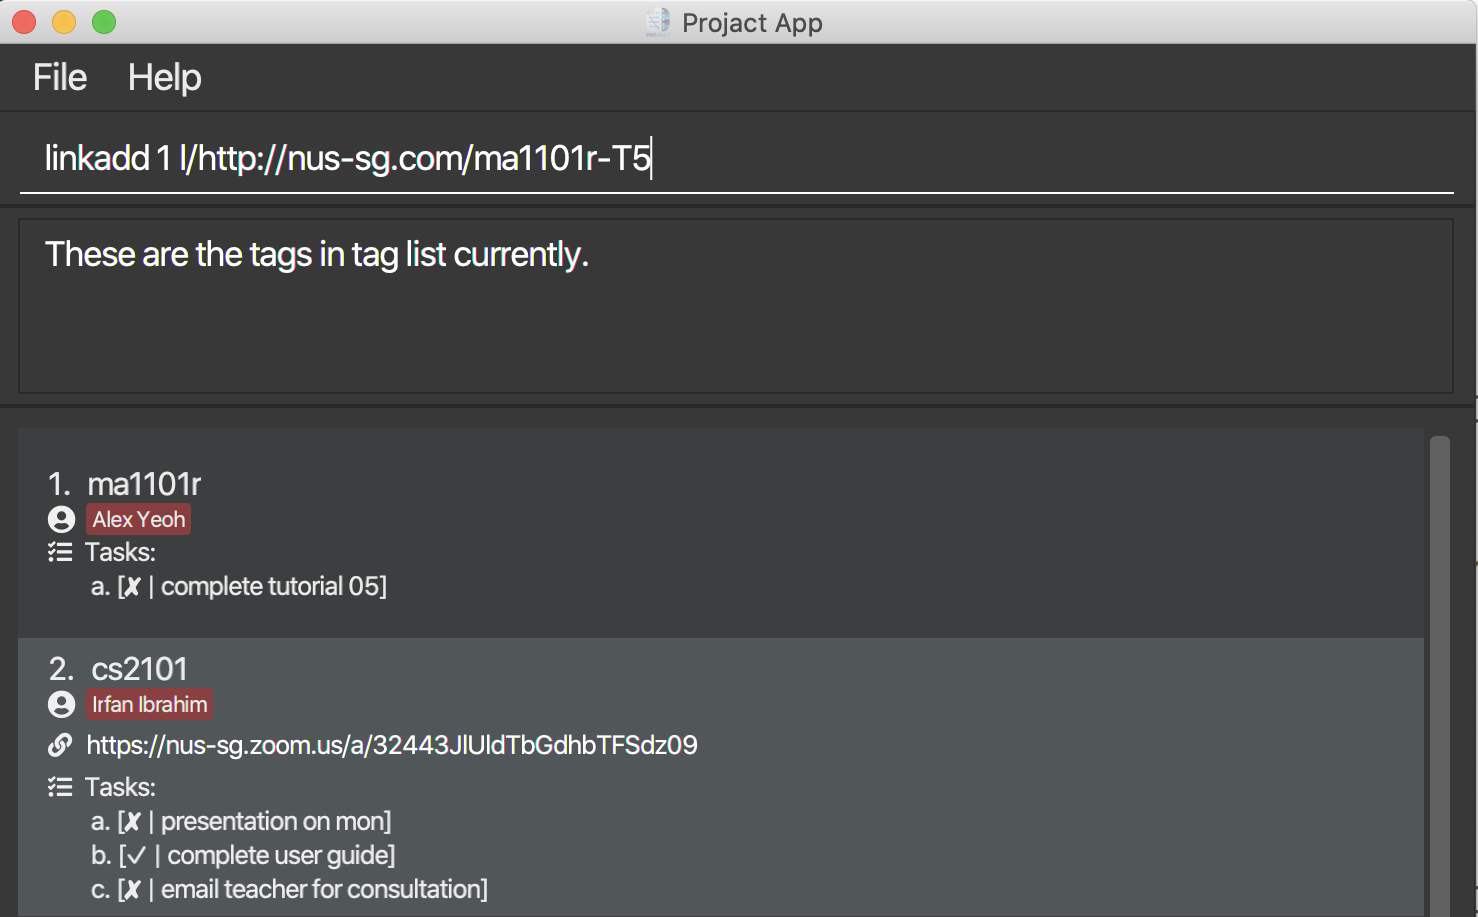 Projact App
File Help
linkadd 1 l/http://nus-sg.com/ma1101r-T5
These are the tags in tag list currently.
1. ma1101r
Alex Yeoh
Tasks:
a. [✘ | complete tutorial 05]
2. cs2101
Irfan Ibrahim
https://nus-sg.zoom.us/a/32443JlUldTbGdhbTFSdz09
Tasks:
a. [✘ | presentation on mon]
b. [✓ | complete user guide]
c. [✘ | email teacher for consultation]